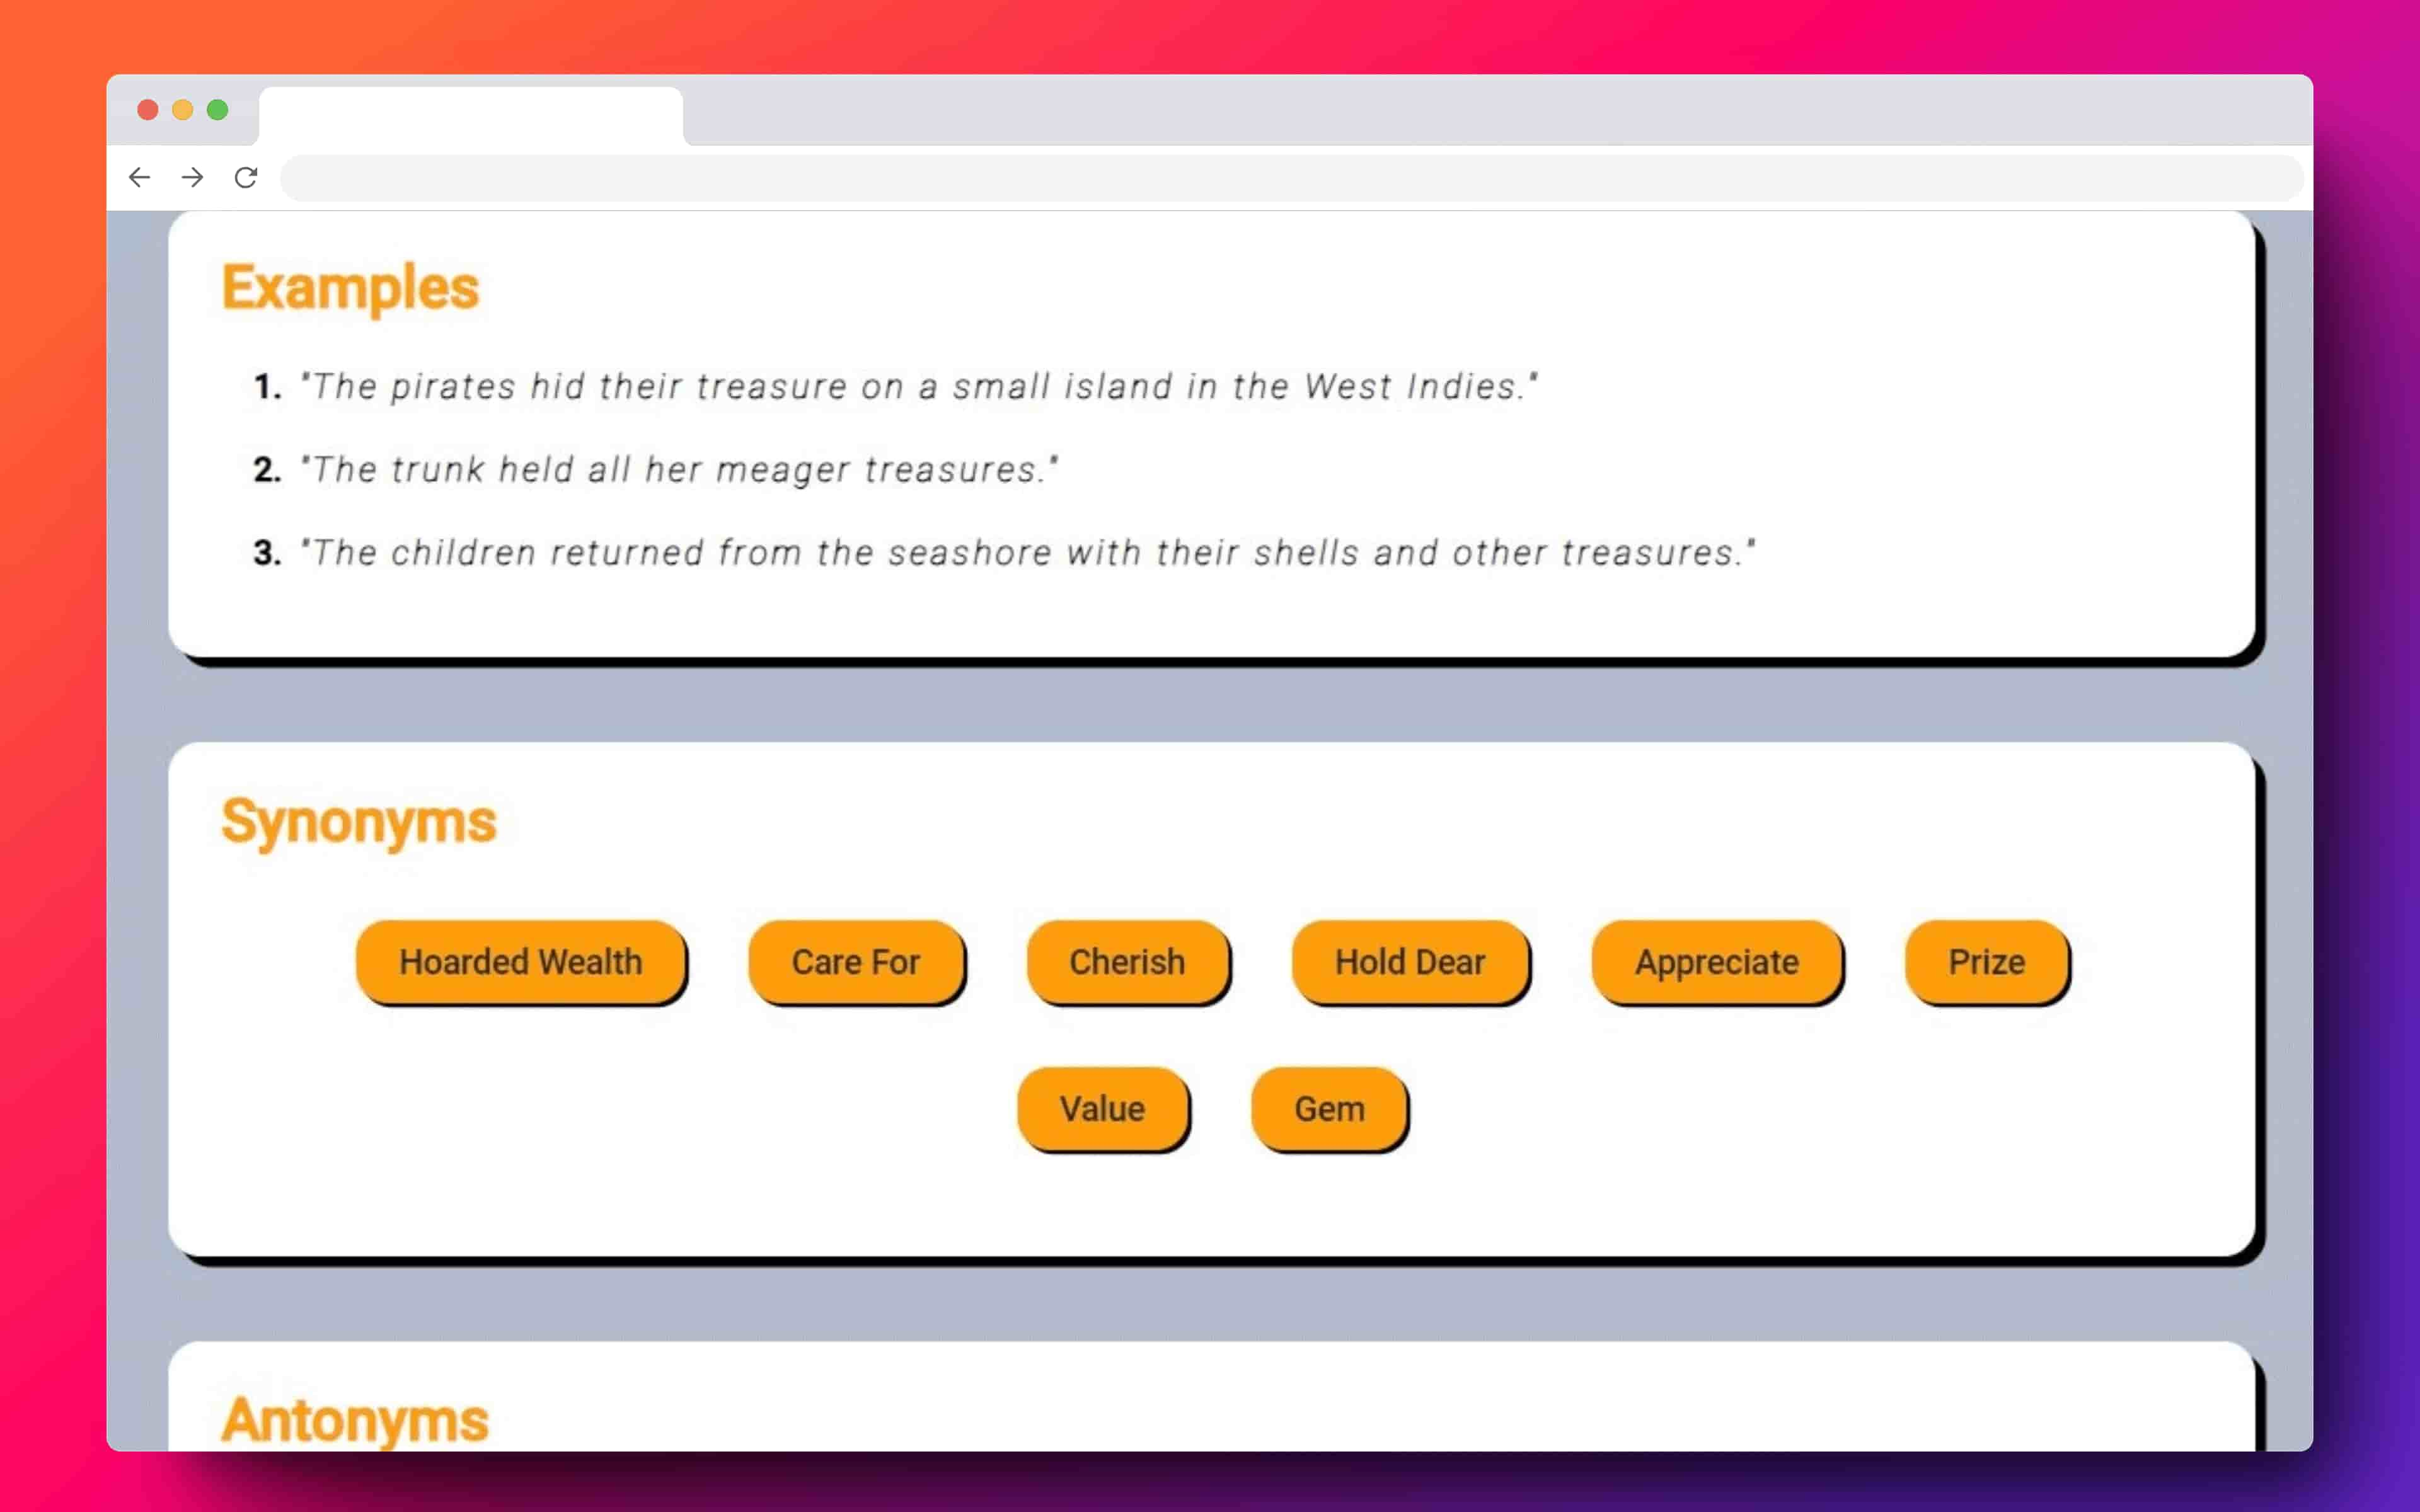 Examples
1. "The pirates hid their treasure on a small island in the West Indies."
2. "The trunk held all her meager treasures."
3. "The children returned from the seashore with their shells and other treasures."
Synonyms
Hoarded Wealth Care For Cherish Hold Dear Appreciate Prize
Value Gem
Antonyms